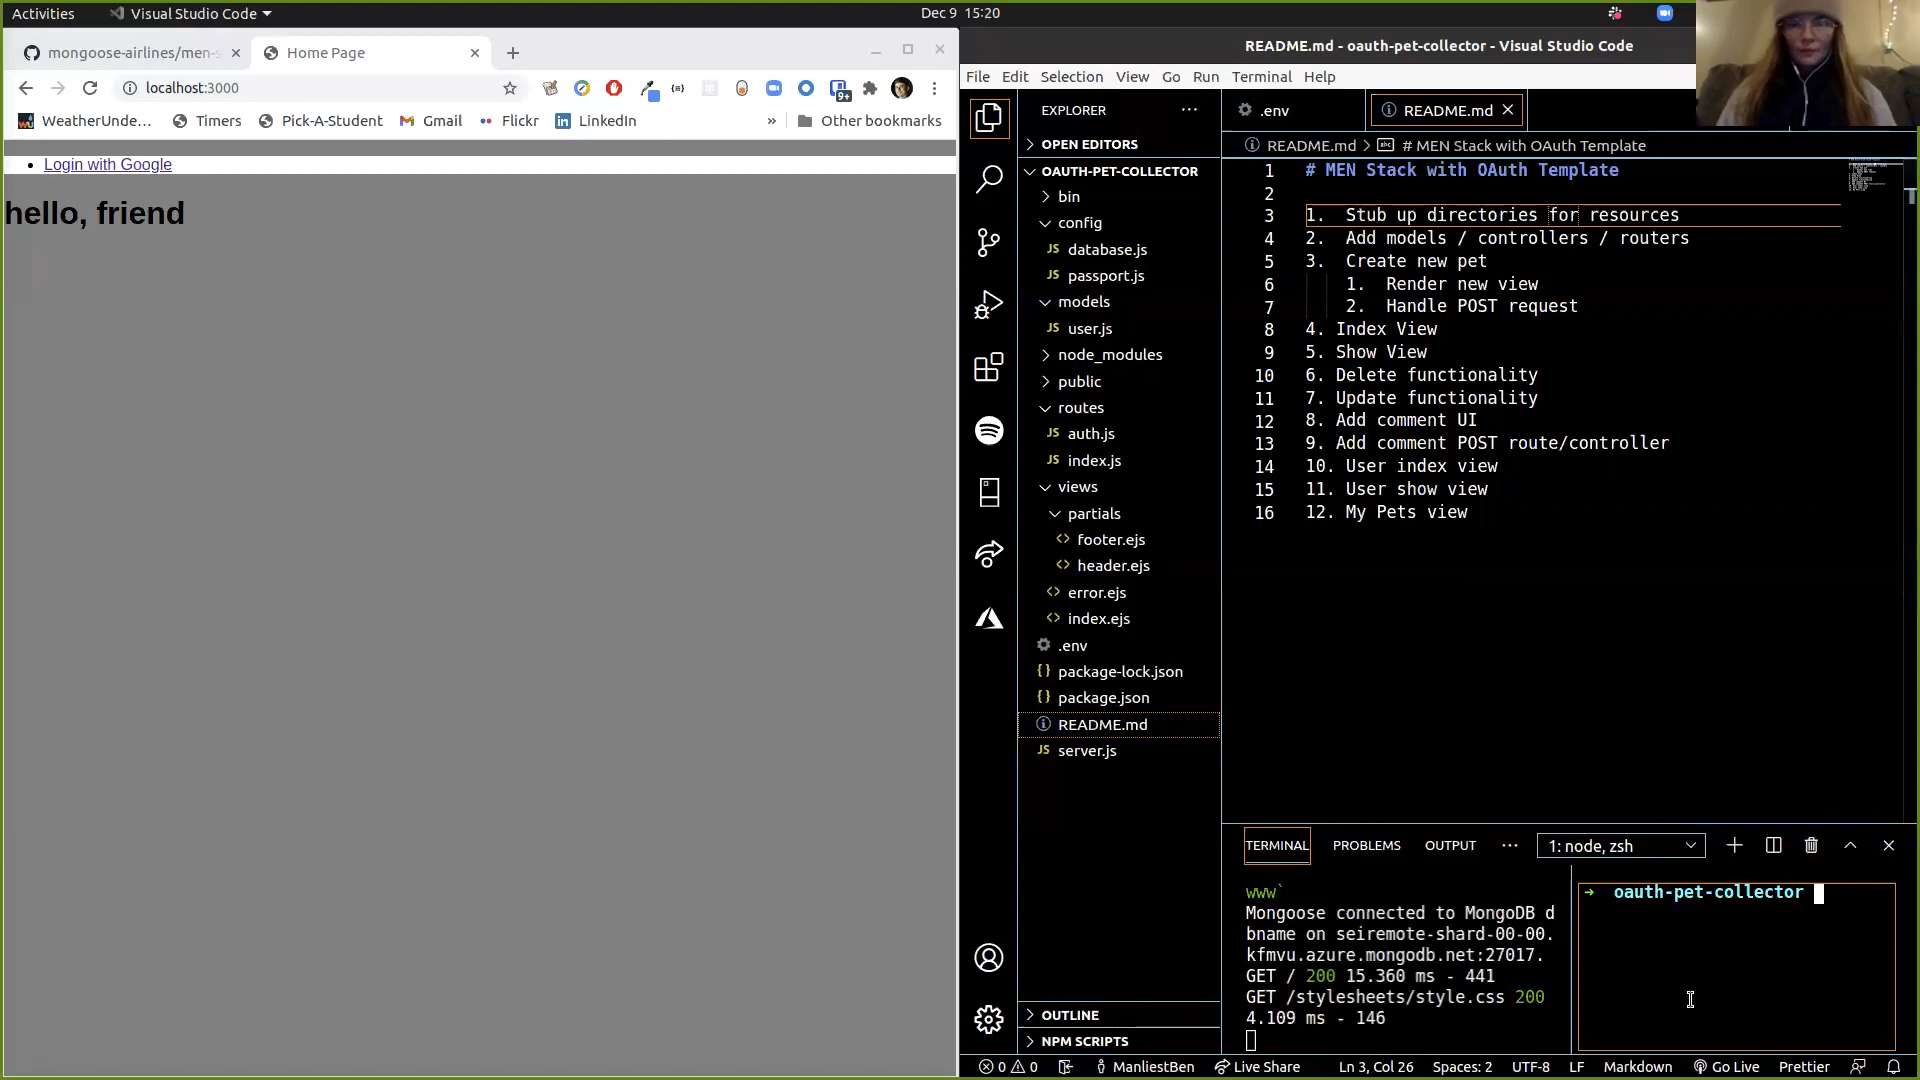 Activities
Visual Studio Code
Dec 9 15:20
mongoose-airlines/men-s
Home Page
localhost:3000
WeatherUnde...
Timers
Pick-A-Student
Gmail
Flickr
LinkedIn
»
Other bookmarks
9+
Login with Google
hello, friend
README.md - oauth-pet-collector - Visual Studio Code
File Edit Selection View Go Run Terminal Help
EXPLORER
OPEN EDITORS
OAUTH-PET-COLLECTOR
bin
config
JS database.js
JS passport.js
models
JS user.js
node_modules
public
routes
JS auth.js
JS index.js
views
partials
<> footer.ejs
<> header.ejs
<> error.ejs
<> index.ejs
.env
{} package-lock.json
{} package.json
README.md
JS server.js
OUTLINE
NPM SCRIPTS
.env
README.md
README.md > # MEN Stack with OAuth Template
1 # MEN Stack with OAuth Template
2
3 1. Stub up directories for resources
4 2. Add models / controllers / routers
5 3. Create new pet
6 1. Render new view
7 2. Handle POST request
8 4. Index View
9 5. Show View
10 6. Delete functionality
11 7. Update functionality
12 8. Add comment UI
13 9. Add comment POST route/controller
14 10. User index view
15 11. User show view
16 12. My Pets view
TERMINAL PROBLEMS OUTPUT ... 1: node, zsh
www`
Mongoose connected to MongoDB d
bname on seiremote-shard-00-00.
kfmvu.azure.mongodb.net:27017.
GET / 200 15.360 ms - 441
GET /stylesheets/style.css 200
4.109 ms - 146
→ oauth-pet-collector
0 0 ManliestBen Live Share Ln 3, Col 26 Spaces: 2 UTF-8 LF Markdown Go Live Prettier